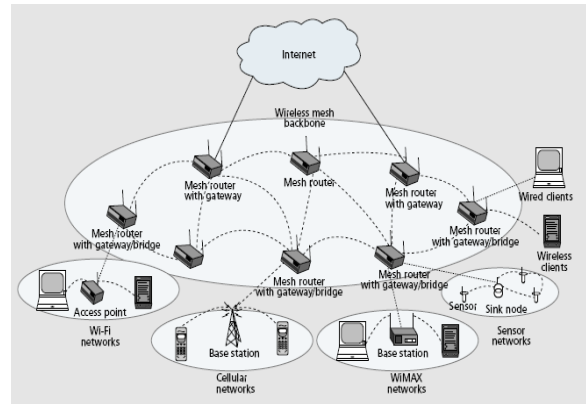 Internet
Wireless mesh
backbone
Mesh router
with gateway
Mesh router
Mesh router
with gateway
Wired clients
Mesh router
with gateway/bridge
Mesh router
with gateway/bridge
Wireless
clients
Mesh router
with gateway/bridge
Mesh router
with gateway/bridge
Access point
Wi-Fi
networks
Base station
Cellular
networks
Base station
WiMAX
networks
Sensor
Sink node
Sensor
networks